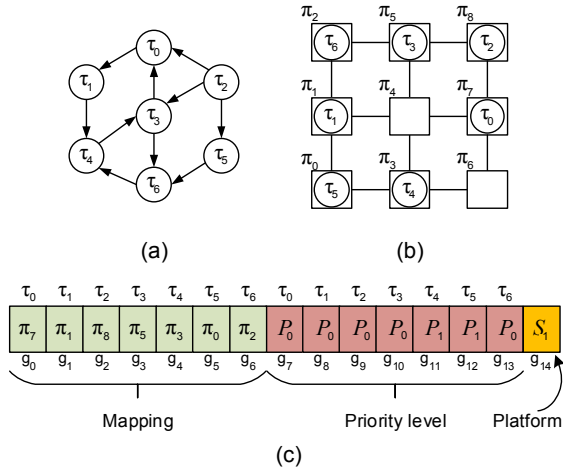 τ0
τ1
τ2
τ3
τ4
τ5
τ6
(a)
π2 π5 π8
τ6 τ3 τ2
π1 π4 π7
τ1 τ0
π0 π3 π6
τ5 τ4
(b)
τ0 τ1 τ2 τ3 τ4 τ5 τ6 τ0 τ1 τ2 τ3 τ4 τ5 τ6
π7 π1 π8 π5 π3 π0 π2 P0 P0 P0 P0 P1 P1 P0 S1
g0 g1 g2 g3 g4 g5 g6 g7 g8 g9 g10 g11 g12 g13 g14
Mapping Priority level Platform
(c)